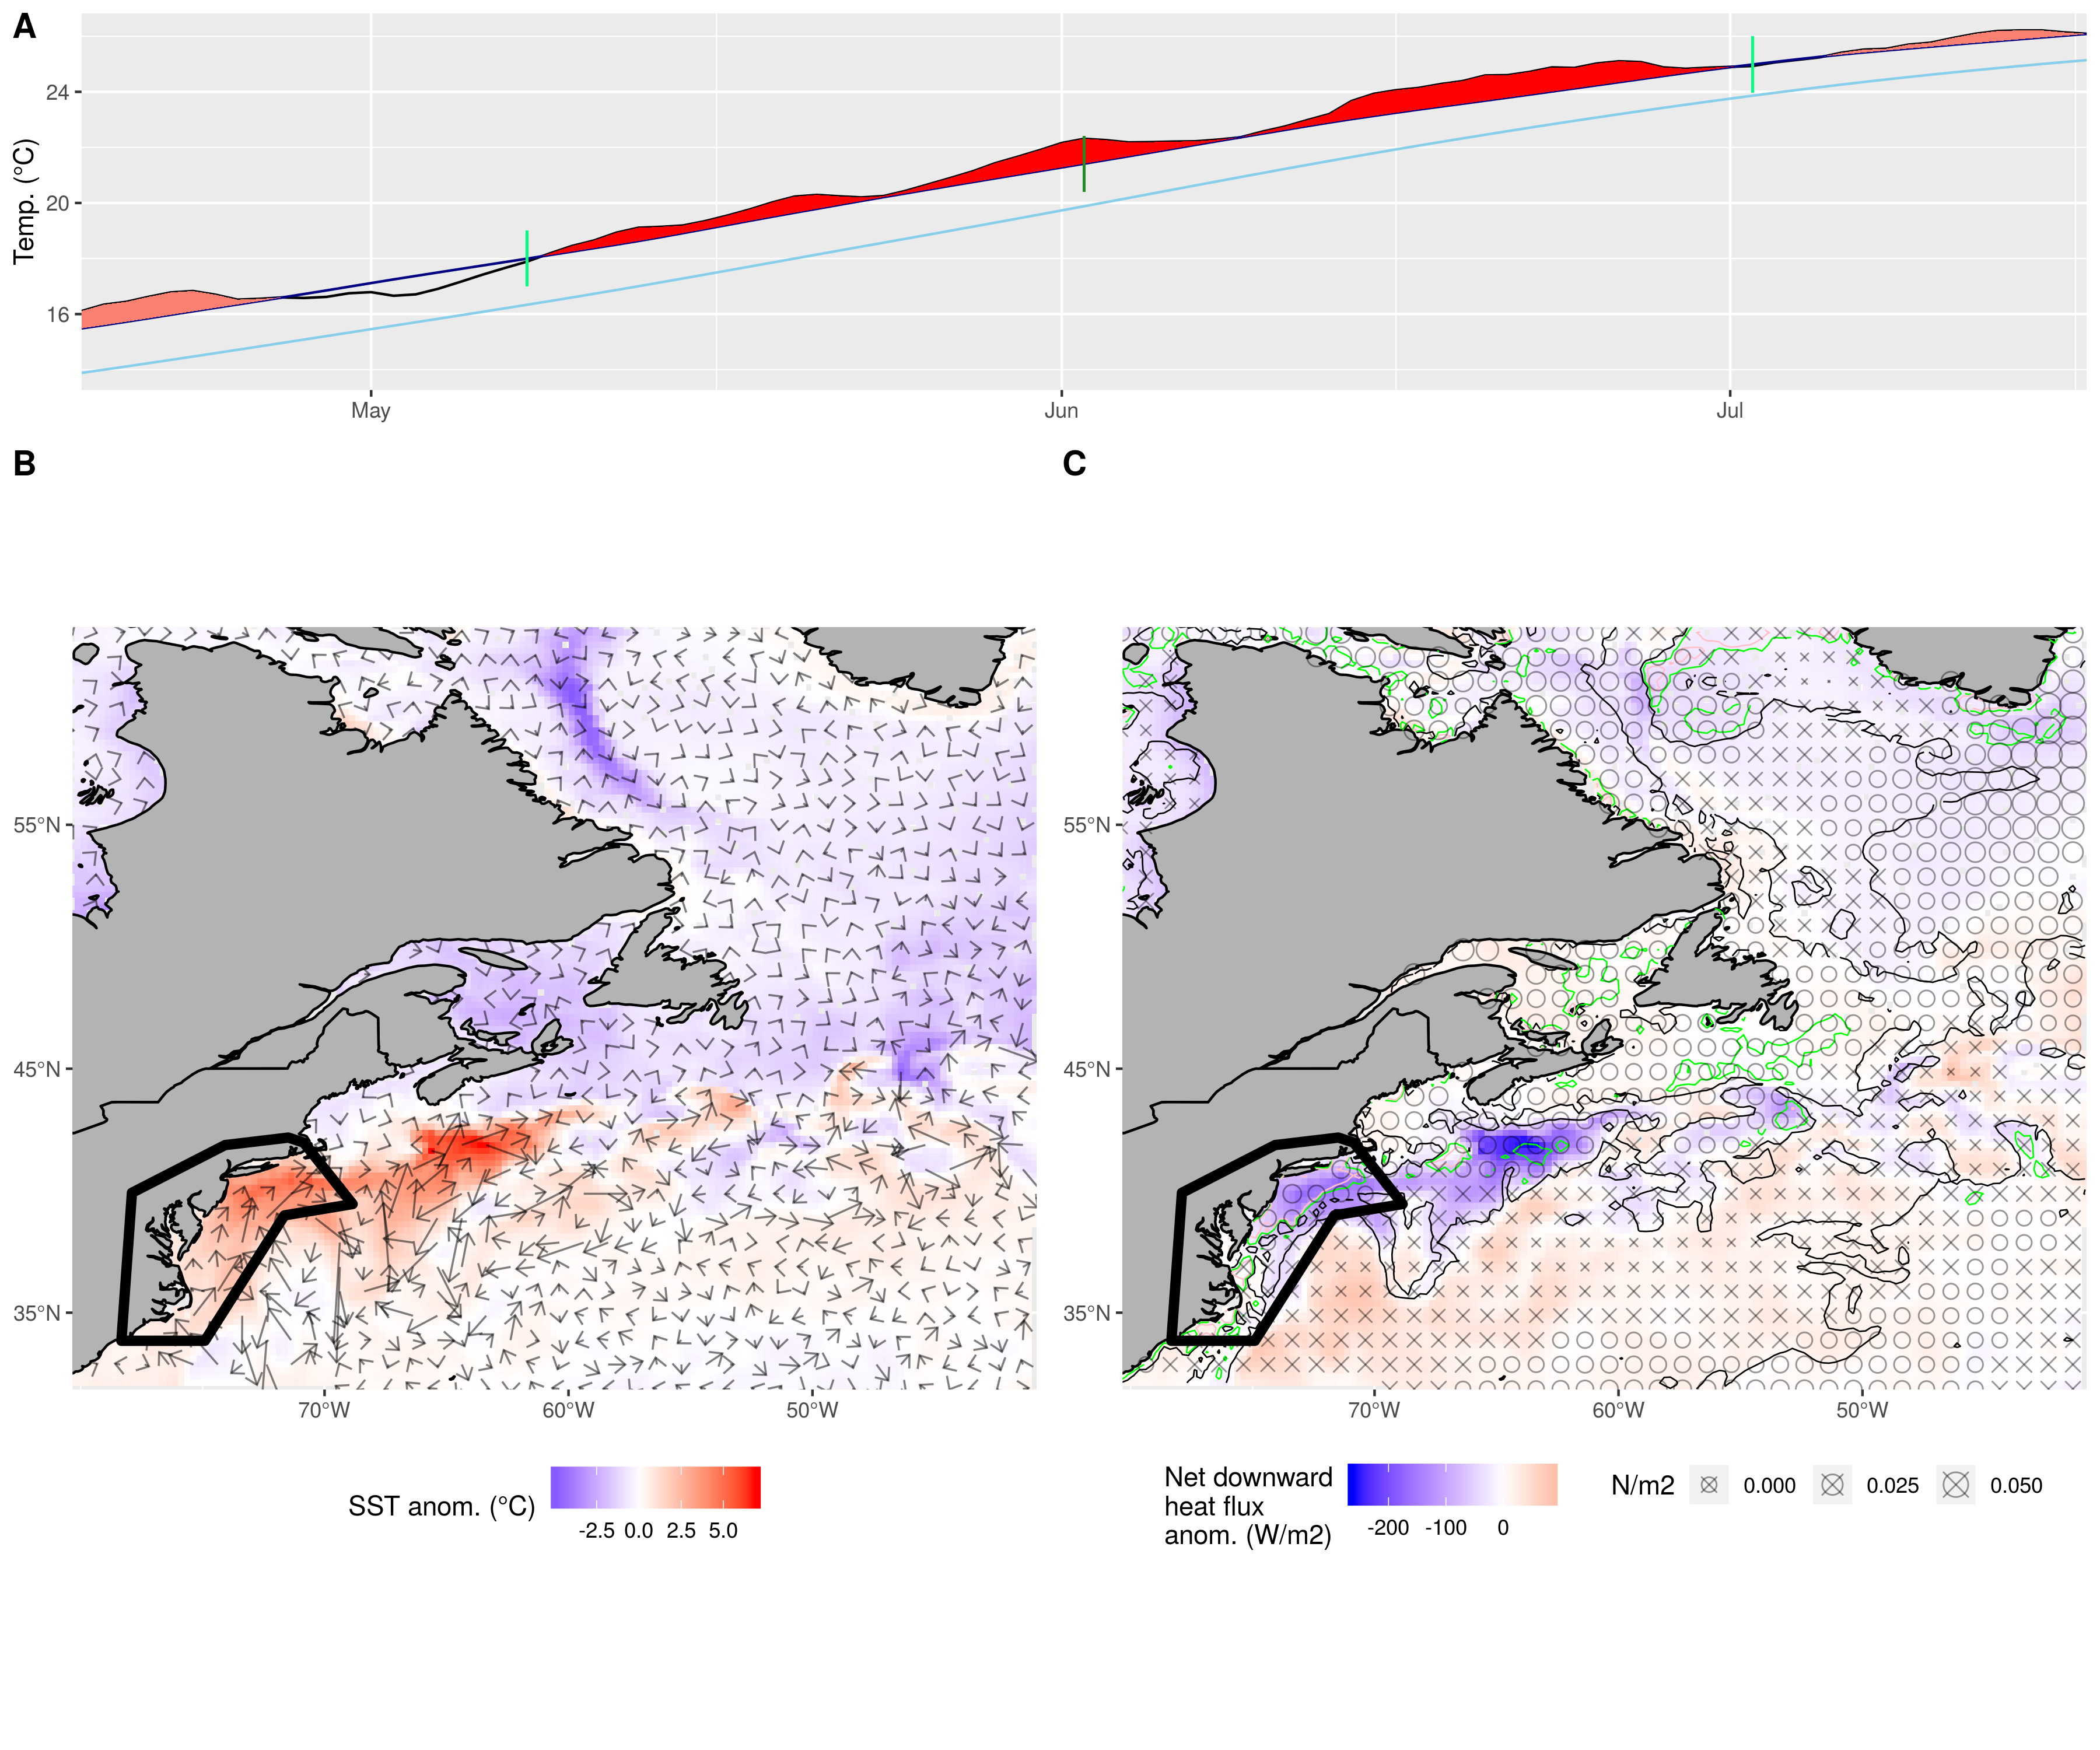 A
Temp. (°C)
24
20
16
May Jun Jul
B C
55°N 55°N
45°N 45°N
35°N 35°N
70°W 60°W 50°W 70°W 60°W 50°W
SST anom. (°C)
-2.5 0.0 2.5 5.0
Net downward
heat flux
anom. (W/m2)
-200 -100 0
N/m2 0.000 0.025 0.050